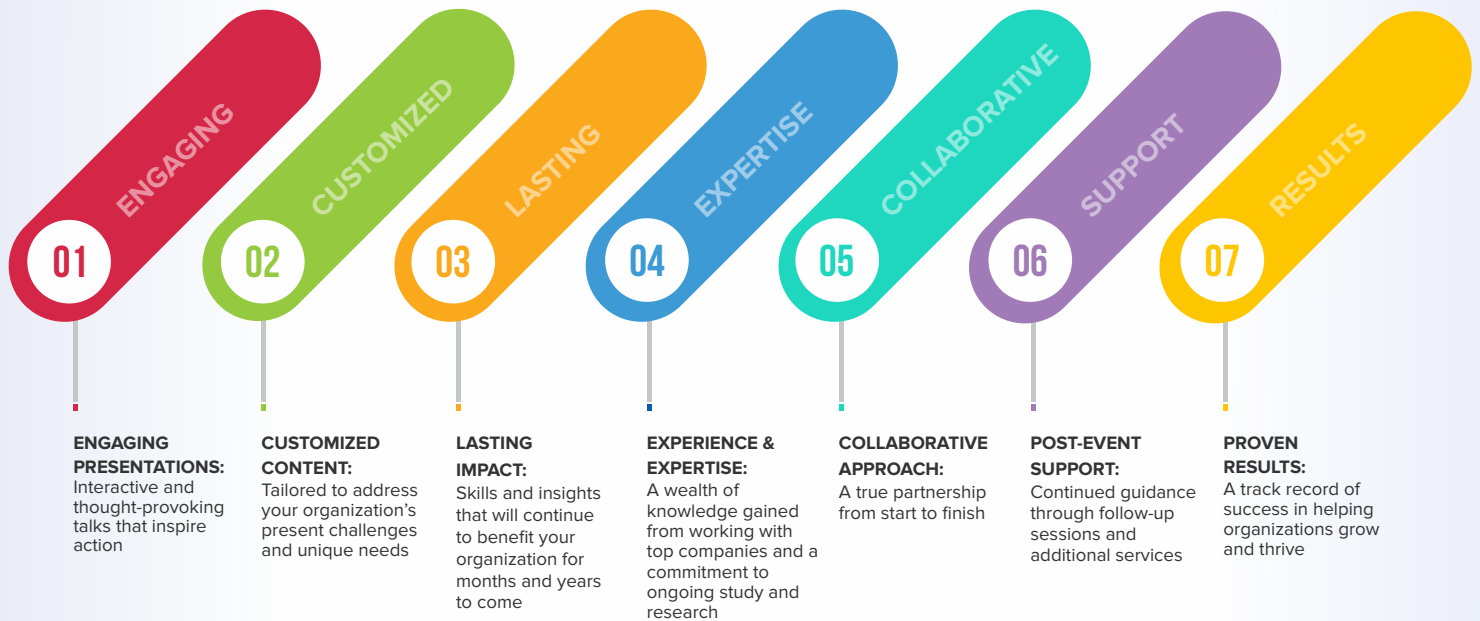 ENGAGING
CUSTOMIZED
LASTING
EXPERTISE
COLLABORATIVE
SUPPORT
RESULTS
01
02
03
04
05
06
07
ENGAGING
PRESENTATIONS:
Interactive and
thought-provoking
talks that inspire
action
CUSTOMIZED
CONTENT:
Tailored to address
your organization’s
present challenges
and unique needs
LASTING
IMPACT:
Skills and insights
that will continue
to benefit your
organization for
months and years
to come
EXPERIENCE &
EXPERTISE:
A wealth of
knowledge gained
from working with
top companies and a
commitment to
ongoing study and
research
COLLABORATIVE
APPROACH:
A true partnership
from start to finish
POST-EVENT
SUPPORT:
Continued guidance
through follow-up
sessions and
additional services
PROVEN
RESULTS:
A track record of
success in helping
organizations grow
and thrive